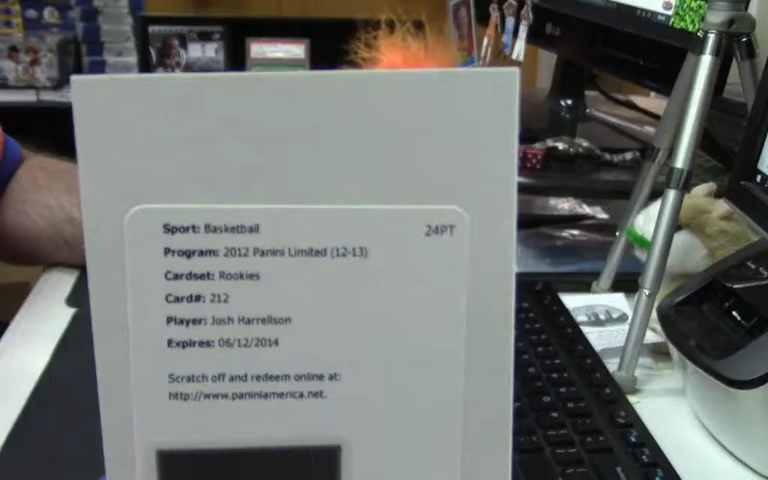 Sport: Basketball 24PT
Program: 2012 Panini Limited (12-13)
Cardset: Rookies
Card#: 212
Player: Josh Harrellson
Expires: 06/12/2014
Scratch off and redeem online at:
http://www.paniniamerica.net.
LG